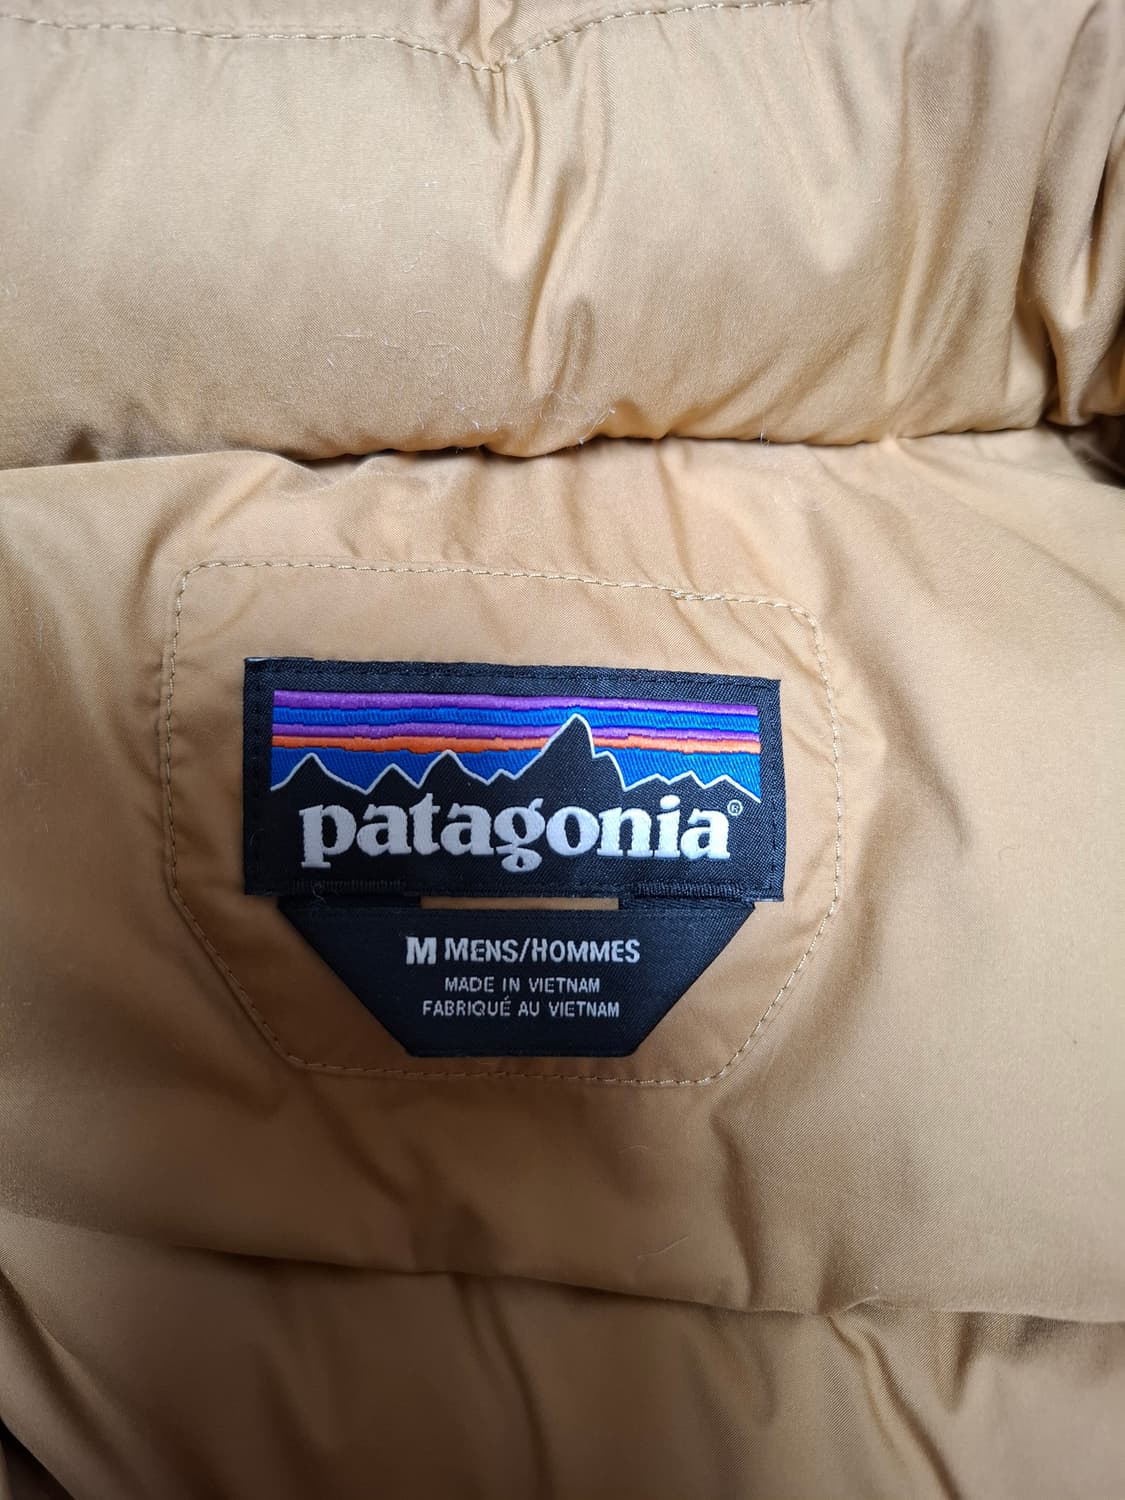 patagonia®
M MENS/HOMMES
MADE IN VIETNAM
FABRIQUÉ AU VIETNAM